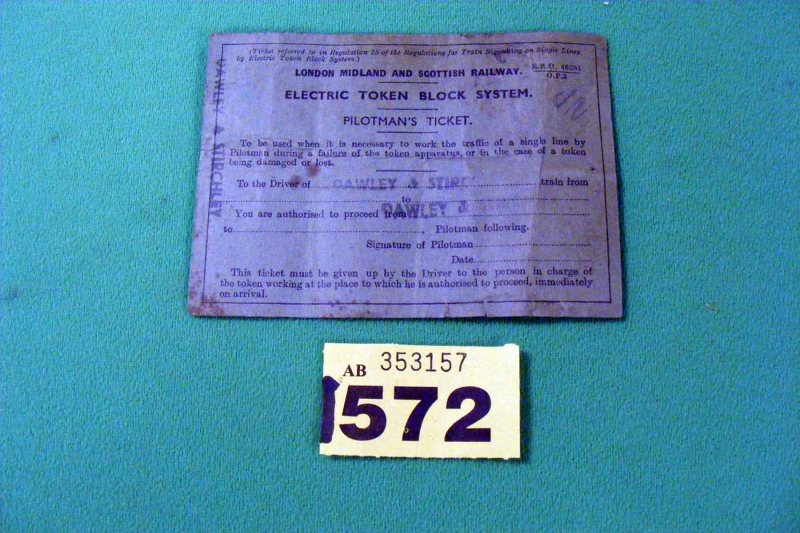 (Ticket referred to in Regulation 25 of the Regulations for Train Signalling on Single Lines
by Electric Token Block System.)
LONDON MIDLAND AND SCOTTISH RAILWAY.
E.R.O. 46281
O.P.2
ELECTRIC TOKEN BLOCK SYSTEM.
PILOTMAN'S TICKET.
To be used when it is necessary to work the traffic of a single line by
Pilotman during a failure of the token apparatus, or in the case of a token
being damaged or lost.
To the Driver of DAWLEY & STIRC train from
to
DAWLEY &
You are authorised to proceed from
to , Pilotman following.
Signature of Pilotman
Date
This ticket must be given up by the Driver to the person in charge of
the token working at the place to which he is authorised to proceed, immediately
on arrival.
DAWLEY & STIRCHLEY
AB 353157
572